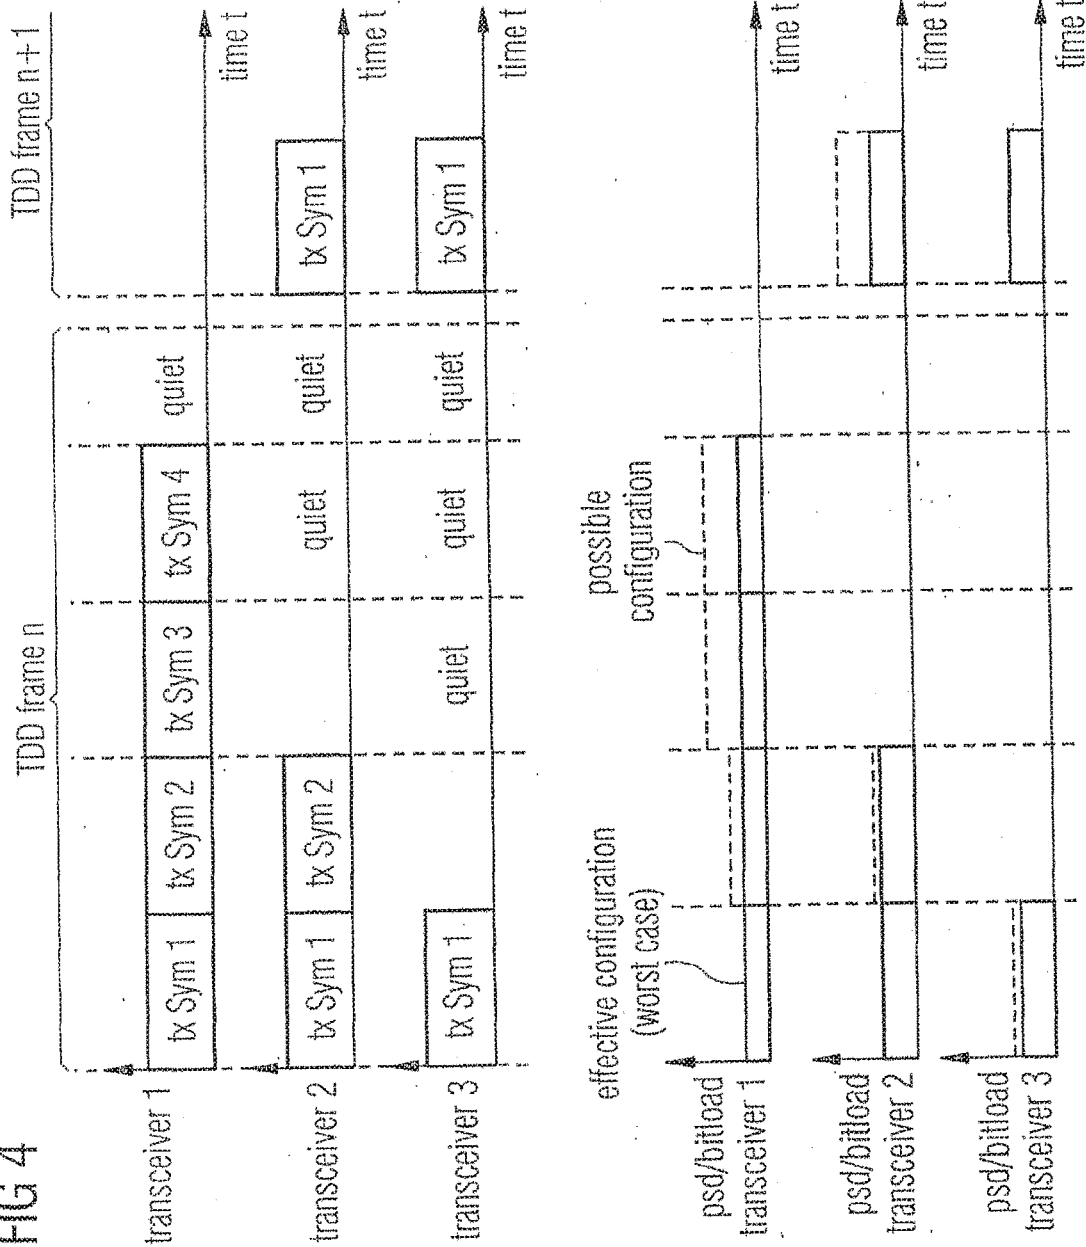 FIG 4
TDD frame n
TDD frame n+1
transceiver 1
tx Sym 1
tx Sym 2
tx Sym 3
tx Sym 4
quiet
time t
transceiver 2
tx Sym 1
tx Sym 2
quiet
quiet
tx Sym 1
time t
transceiver 3
tx Sym 1
quiet
quiet
quiet
tx Sym 1
time t
effective configuration
(worst case)
possible
configuration
psd/bitload
transceiver 1
time t
psd/bitload
transceiver 2
time t
psd/bitload
transceiver 3
time t